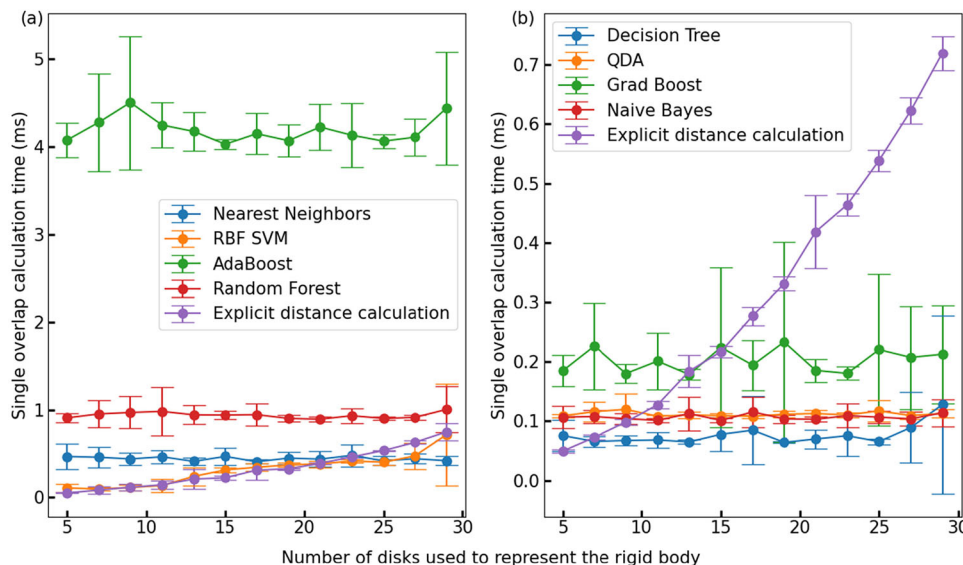 (a)
Single overlap calculation time (ms)
5
4
3
2
1
0
Nearest Neighbors
RBF SVM
AdaBoost
Random Forest
Explicit distance calculation
5 10 15 20 25 30
(b)
Single overlap calculation time (ms)
0.7
0.6
0.5
0.4
0.3
0.2
0.1
0.0
Decision Tree
QDA
Grad Boost
Naive Bayes
Explicit distance calculation
5 10 15 20 25 30
Number of disks used to represent the rigid body